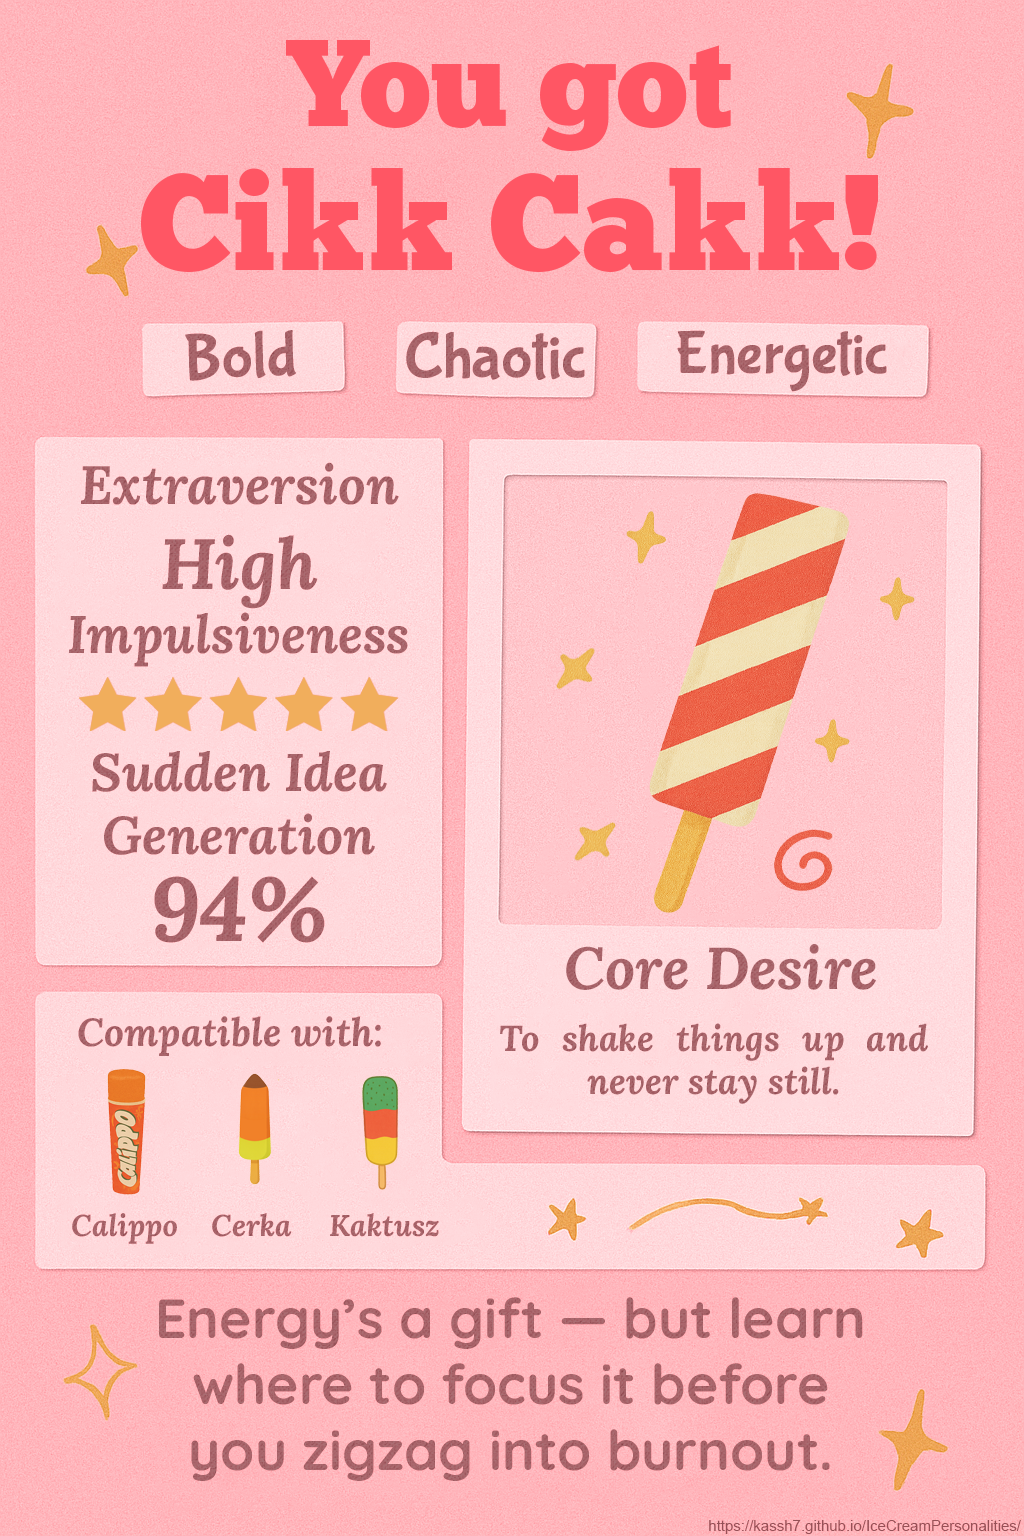 You got
Cikk Cakk!
Bold
Chaotic
Energetic
Extraversion
High
Impulsiveness
Sudden Idea
Generation
94%
Core Desire
To shake things up and
never stay still.
Compatible with:
CALIPPO
Calippo
Cerka
Kaktusz
Energy’s a gift — but learn
where to focus it before
you zigzag into burnout.
https://kassh7.github.io/IceCreamPersonalities/